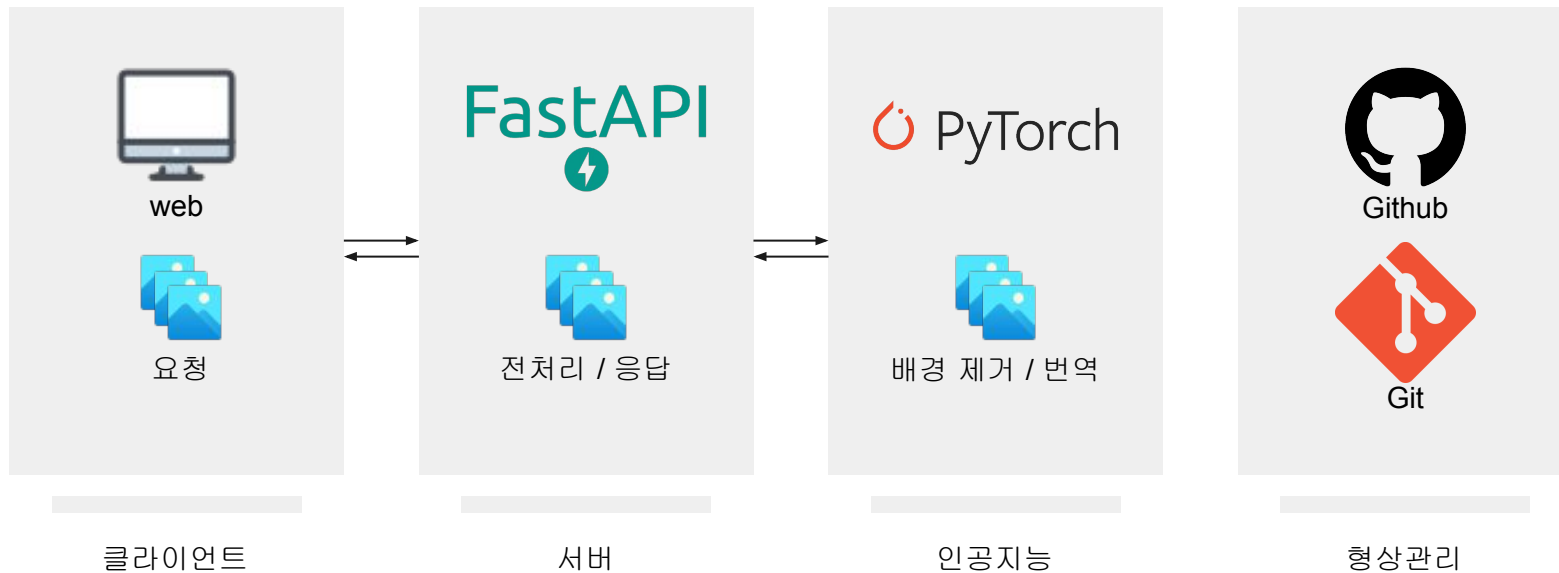 web
요청
클라이언트
FastAPI
전처리 / 응답
서버
PyTorch
배경 제거 / 번역
인공지능
Github
Git
형상관리